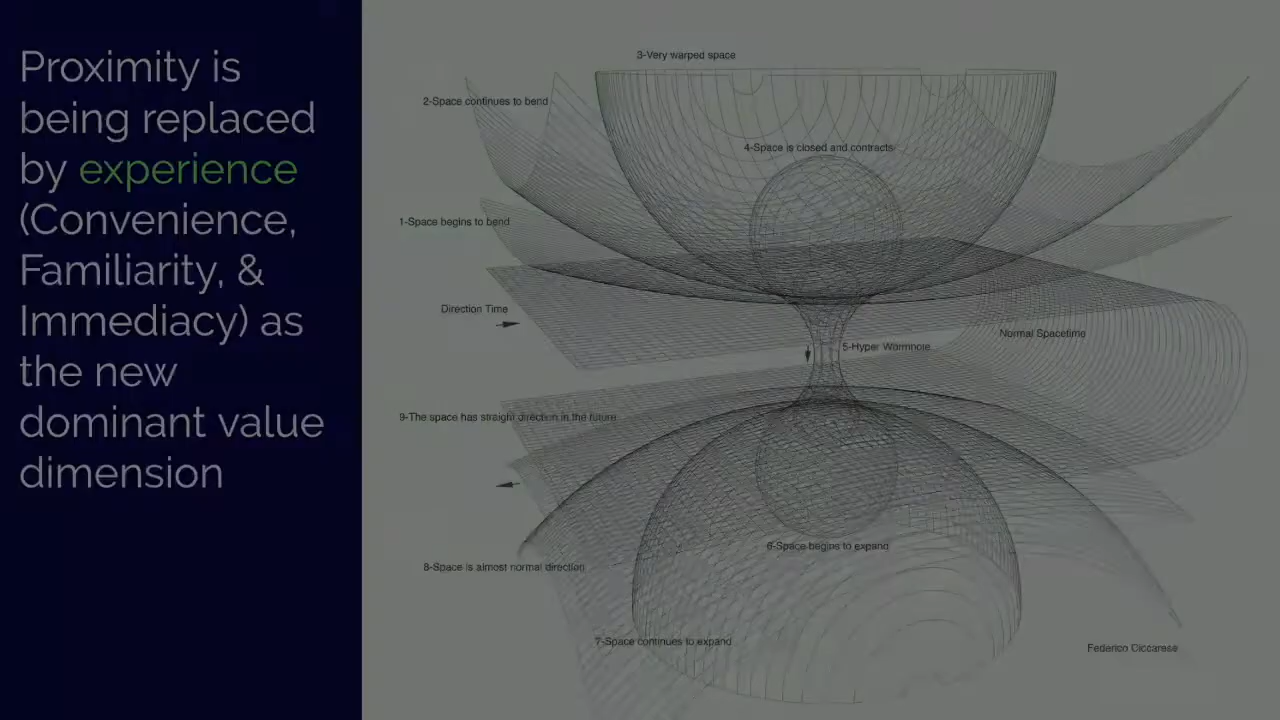 Proximity is
being replaced
by experience
(Convenience,
Familiarity, &
Immediacy) as
the new
dominant value
dimension
3-Very warped space
2-Space continues to bend
4-Space is closed and contracts
1-Space begins to bend
Direction Time
Normal Spacetime
5-Hyper Wormhole
9-The space has straight direction in the future
6-Space begins to expand
8-Space is almost normal direction
7-Space continues to expand
Federico Ciccarese